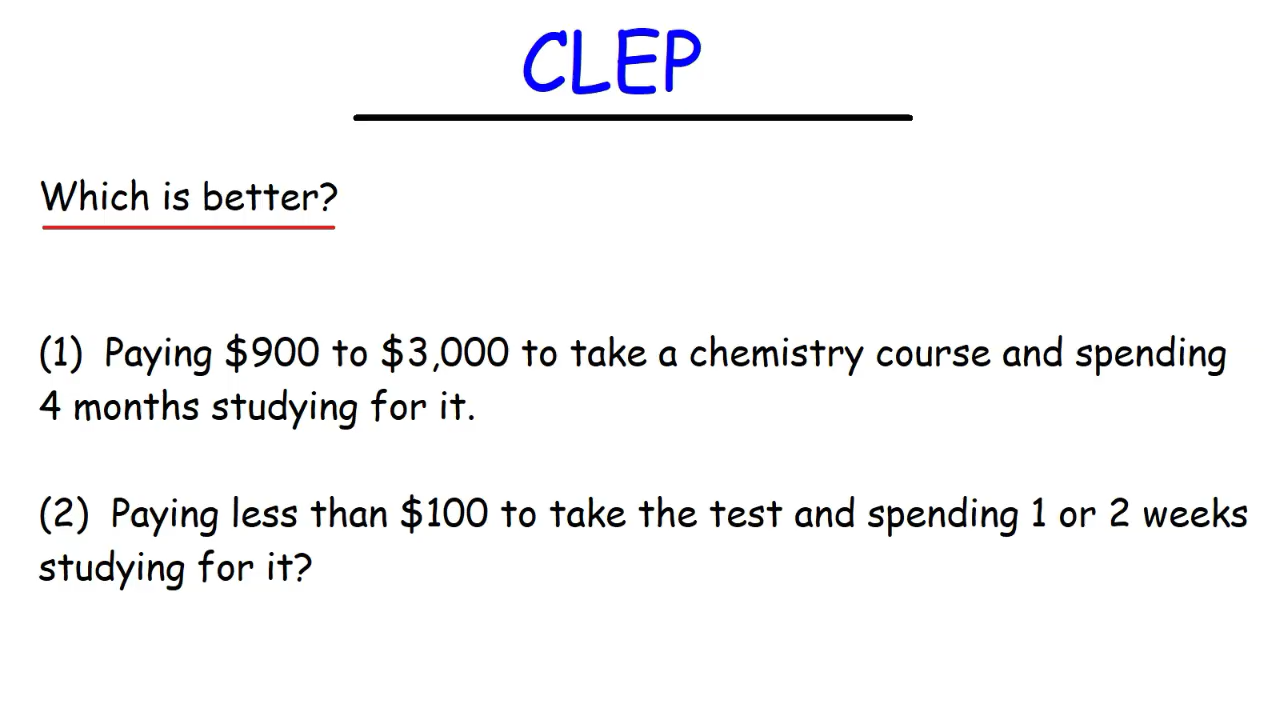 CLEP
Which is better?
(1) Paying $900 to $3,000 to take a chemistry course and spending
4 months studying for it.
(2) Paying less than $100 to take the test and spending 1 or 2 weeks
studying for it?